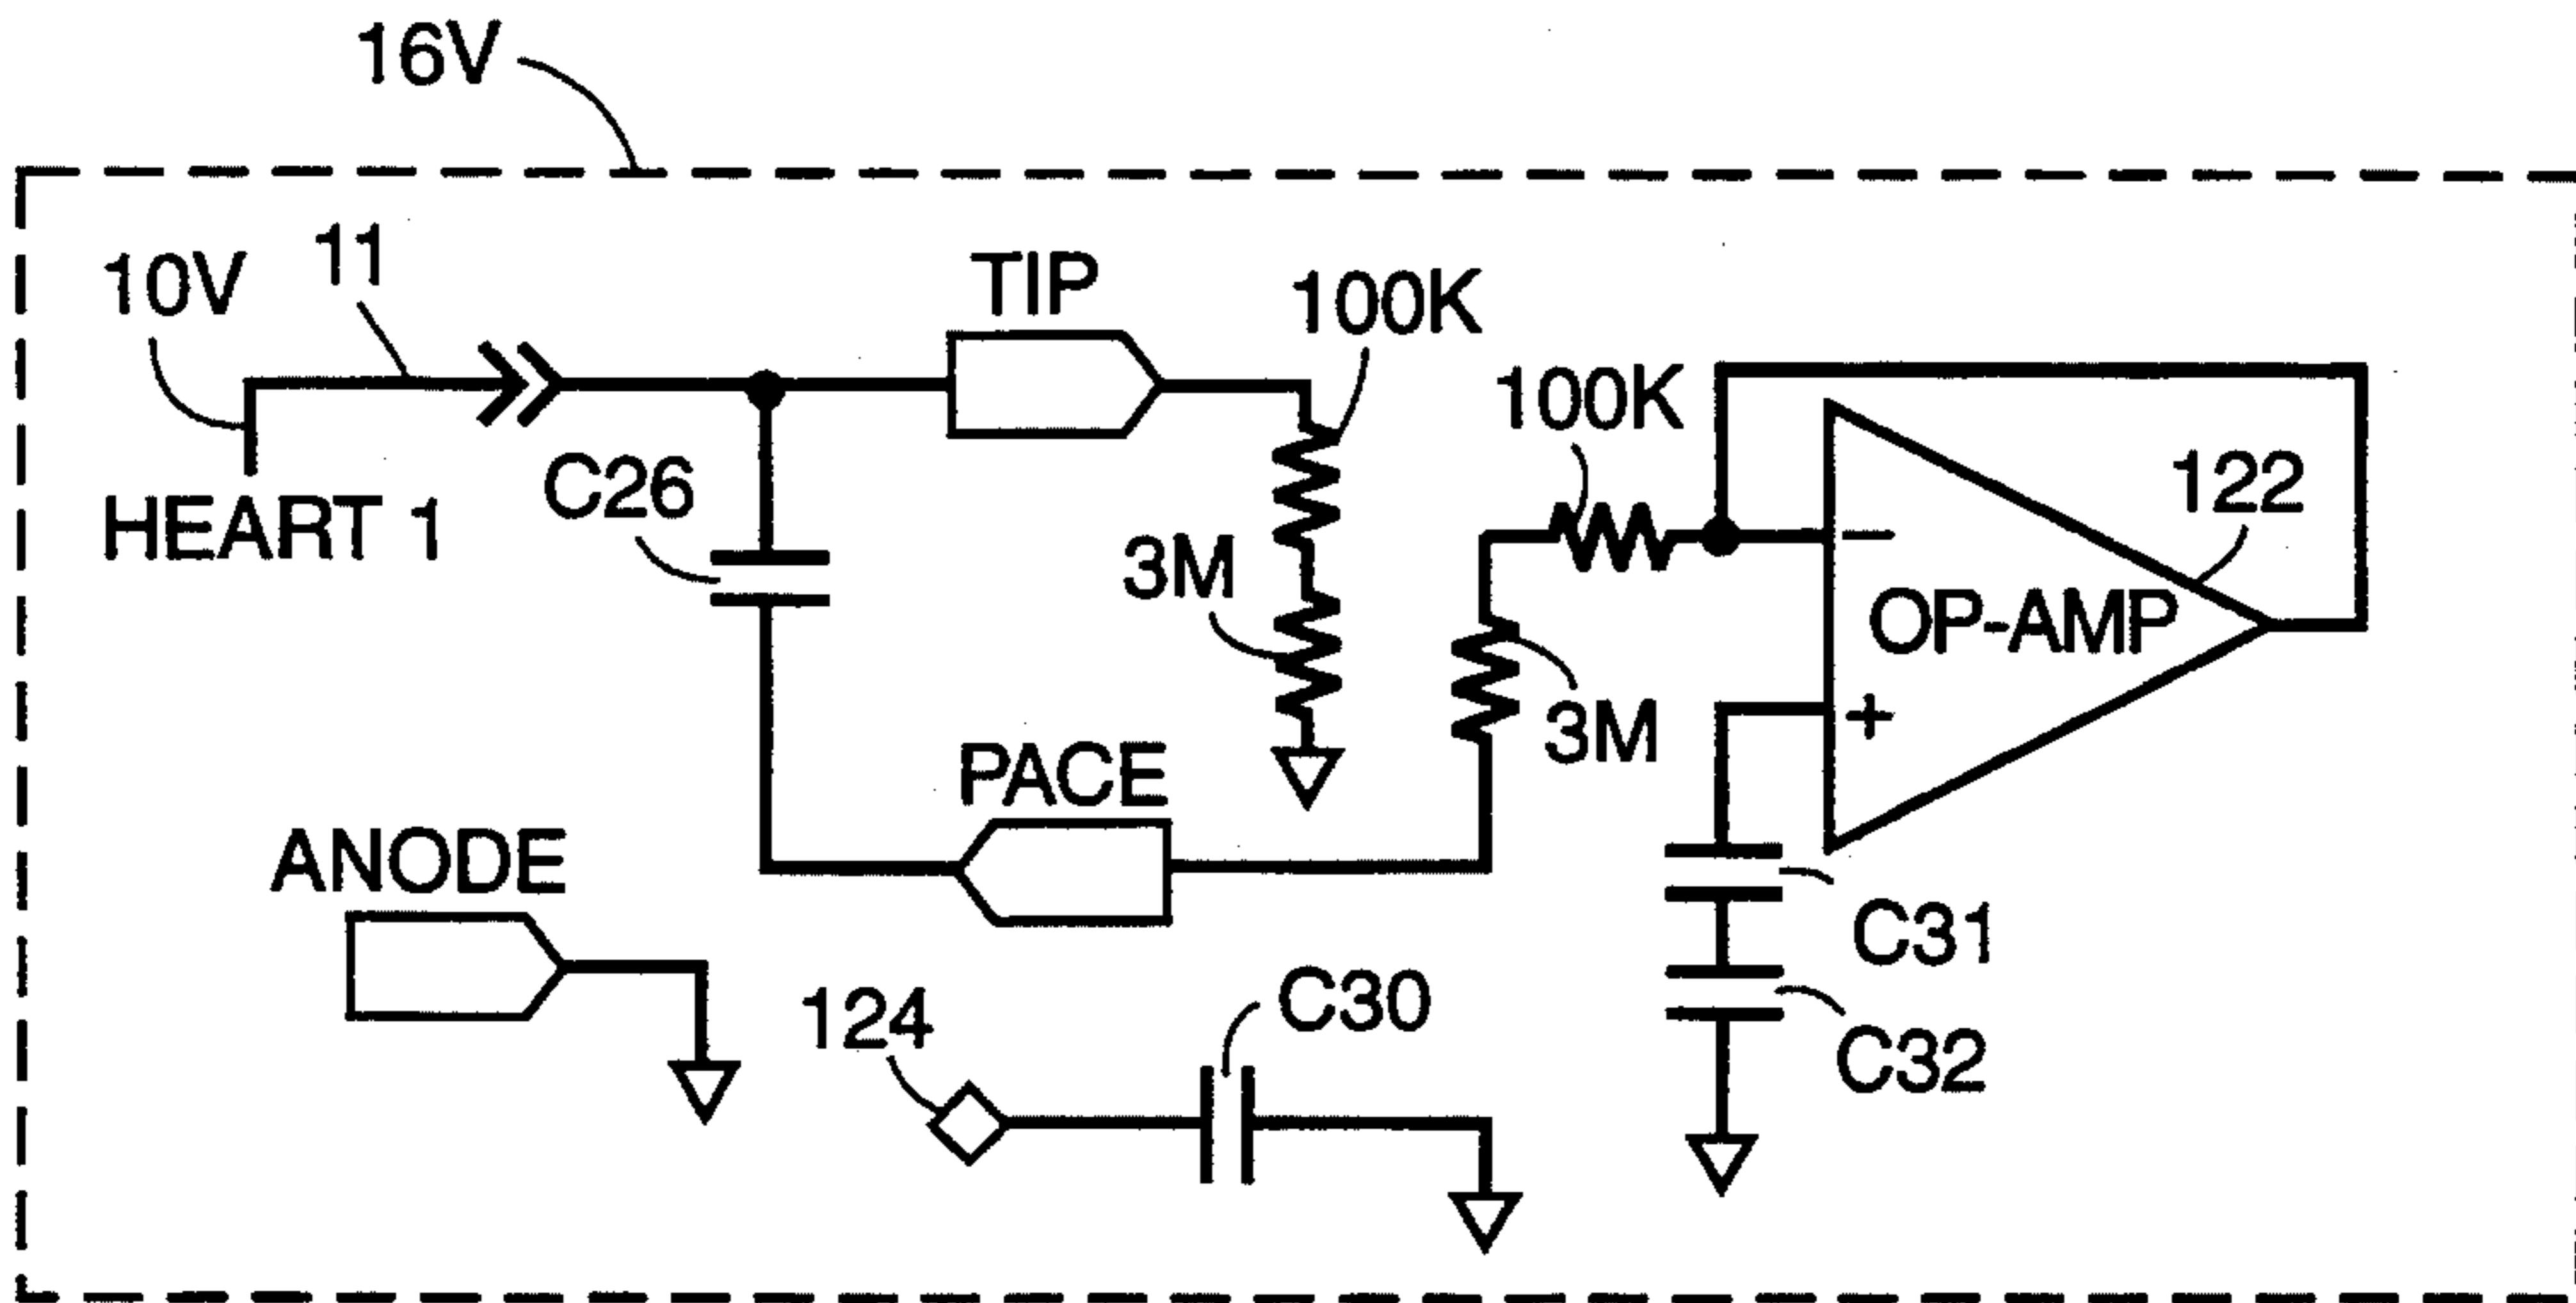 16V
10V
11
TIP
100K
100K
HEART 1
C26
3M
122
−
OP-AMP
+
3M
PACE
ANODE
C31
124
C30
C32